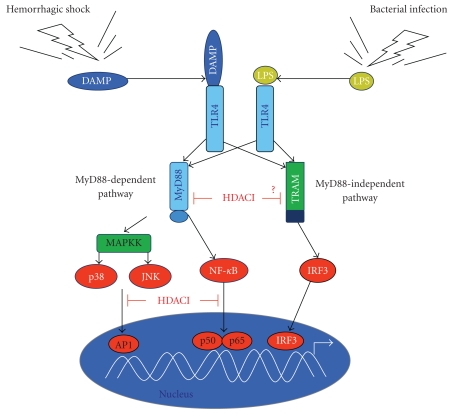 Hemorrhagic shock
Bacterial infection
DAMP
DAMP
LPS
LPS
TLR4
TLR4
MyD88-dependent
pathway
MyD88
HDACI
?
TRAM
MyD88-independent
pathway
MAPKK
p38
JNK
NF-κB
IRF3
HDACI
AP1
p50
p65
IRF3
Nucleus